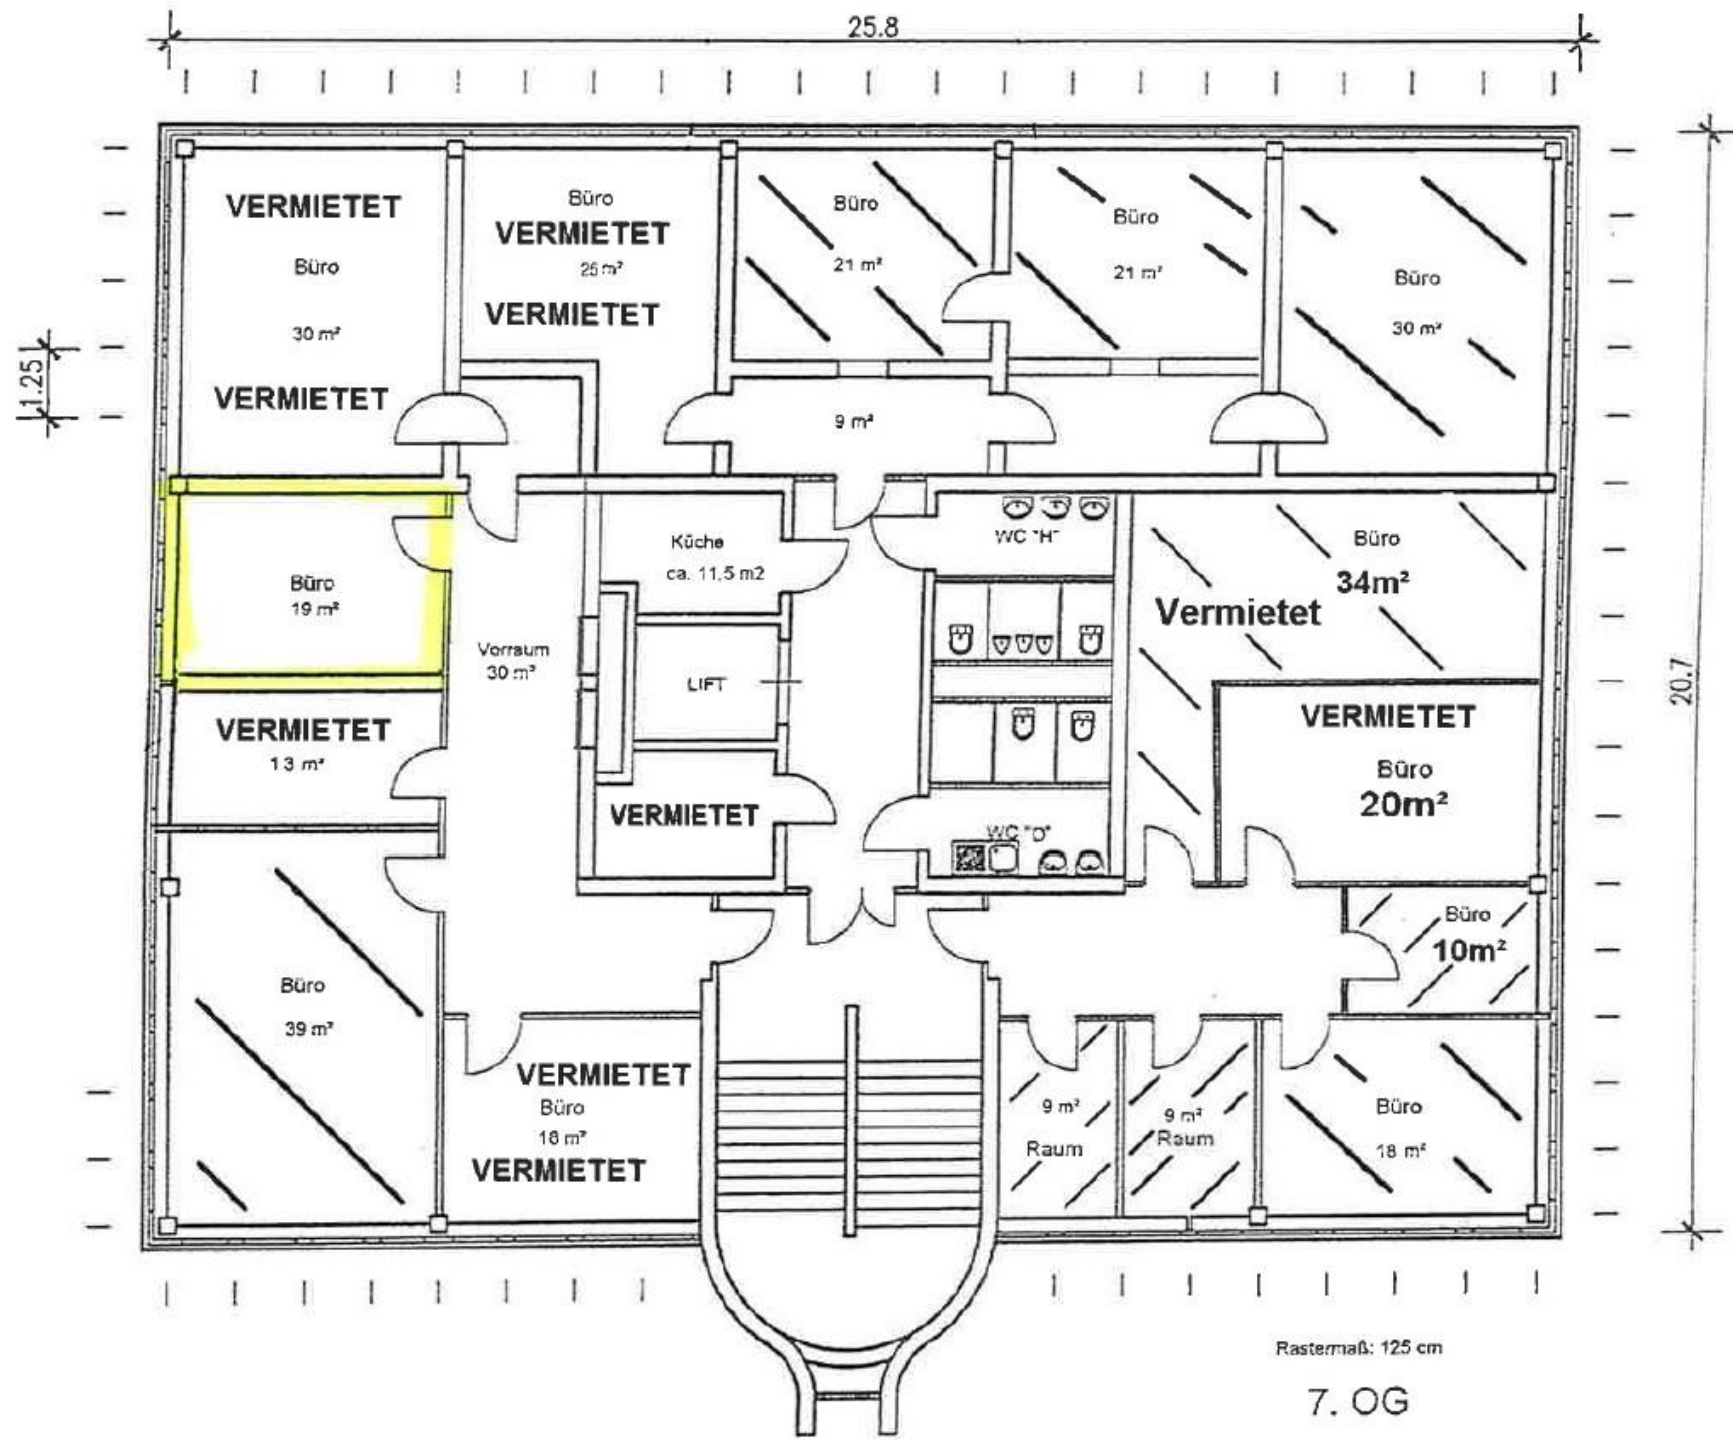 25.8
1.25
20.7
VERMIETET
Büro
30 m²
VERMIETET
Büro
VERMIETET
25 m²
VERMIETET
Büro
21 m²
Büro
21 m²
Büro
30 m²
9 m²
Büro
19 m²
Vorraum
30 m²
Küche
ca. 11,5 m2
LIFT
VERMIETET
WC "H"
WC "D"
Büro
34m²
Vermietet
VERMIETET
Büro
20m²
VERMIETET
13 m²
Büro
10m²
Büro
39 m²
VERMIETET
Büro
18 m²
VERMIETET
9 m²
Raum
9 m²
Raum
Büro
18 m²
Rastermaß: 125 cm
7. OG